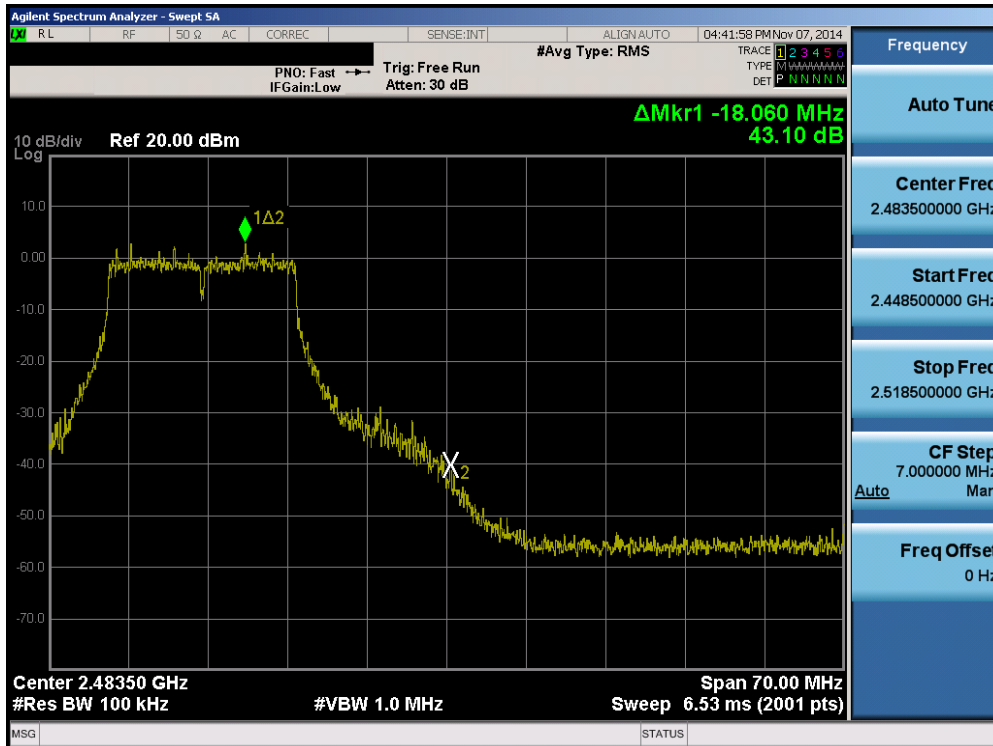 Agilent Spectrum Analyzer - Swept SA
LXI RL RF 50 Ω AC CORREC SENSE:INT ALIGN AUTO 04:41:58 PM Nov 07, 2014
PNO: Fast Trig: Free Run #Avg Type: RMS TRACE 1 2 3 4 5 6
IFGain:Low Atten: 30 dB TYPE M WWWWW
DET P N N N N N
ΔMkr1 -18.060 MHz
43.10 dB
10 dB/div Ref 20.00 dBm
Log
10.0
1Δ2
0.00
-10.0
-20.0
-30.0
-40.0
X2
-50.0
-60.0
-70.0
Center 2.48350 GHz Span 70.00 MHz
#Res BW 100 kHz #VBW 1.0 MHz Sweep 6.53 ms (2001 pts)
MSG STATUS
Frequency
Auto Tune
Center Freq
2.483500000 GHz
Start Freq
2.448500000 GHz
Stop Freq
2.518500000 GHz
CF Step
7.000000 MHz
Auto Man
Freq Offset
0 Hz